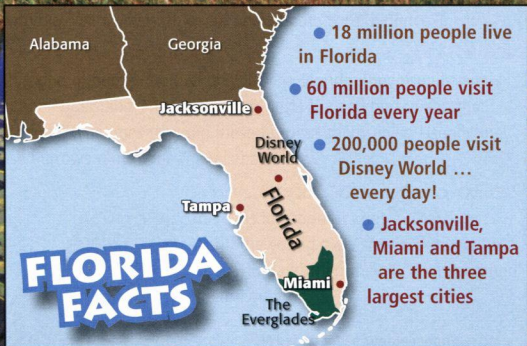 Alabama
Georgia
Jacksonville
Disney
World
Tampa
Florida
Miami
The
Everglades
FLORIDA
FACTS
● 18 million people live
in Florida
● 60 million people visit
Florida every year
● 200,000 people visit
Disney World ...
every day!
● Jacksonville,
Miami and Tampa
are the three
largest cities